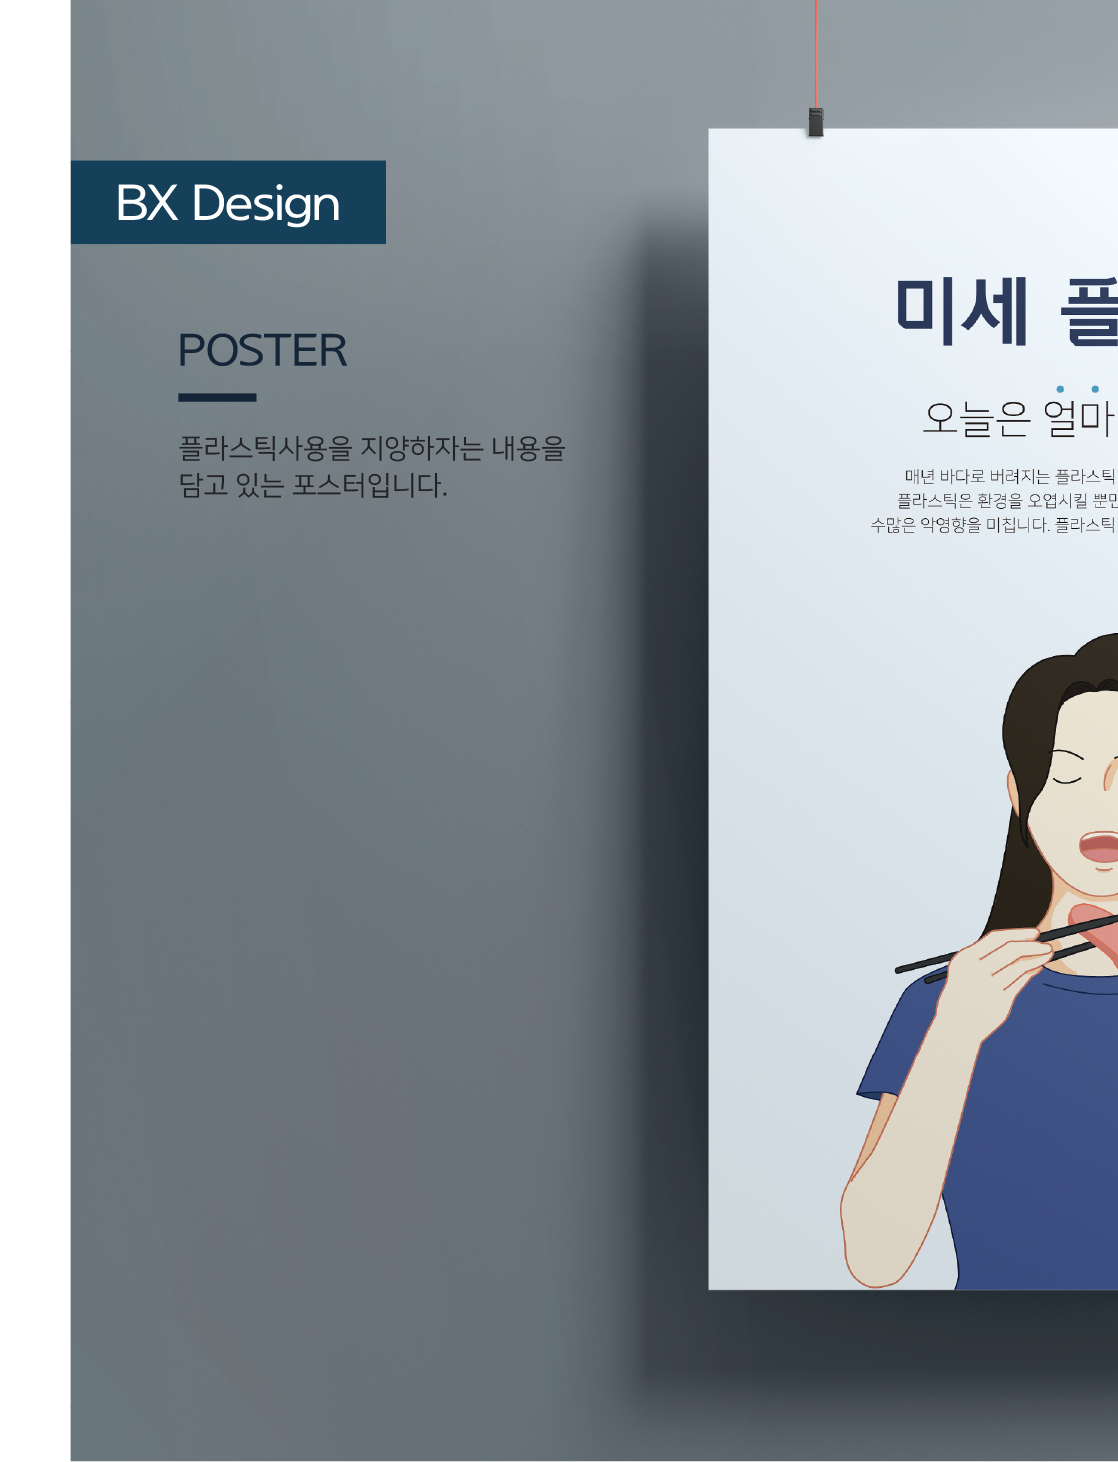 BX Design
POSTER
플라스틱사용을 지양하자는 내용을
담고 있는 포스터입니다.
미세 플
오늘은 얼마
매년 바다로 버려지는 플라스틱
플라스틱은 환경을 오엽시킬 뿐만
수많은 악영향을 미칩니다. 플라스틱